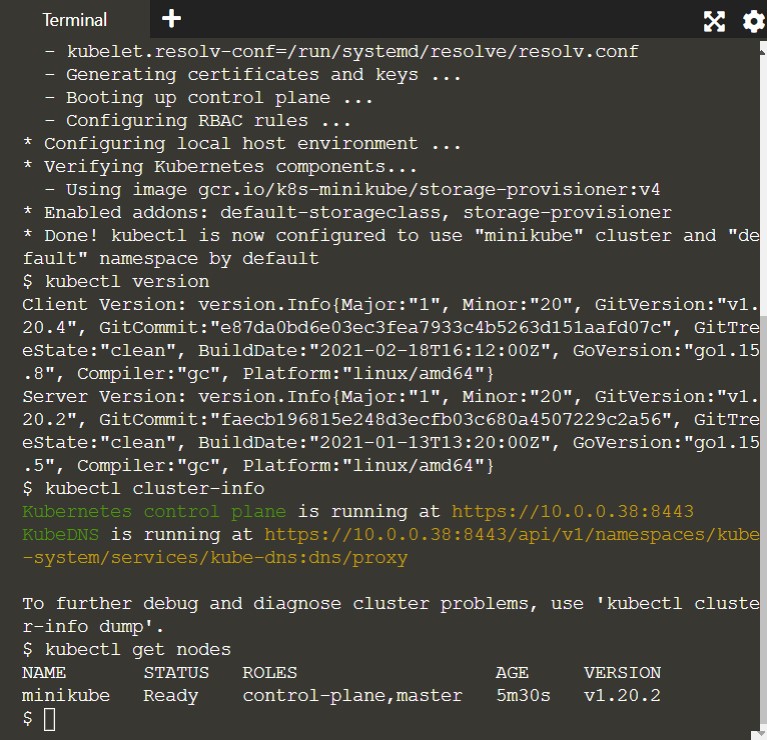 Terminal +
- kubelet.resolv-conf=/run/systemd/resolve/resolv.conf
- Generating certificates and keys ...
- Booting up control plane ...
- Configuring RBAC rules ...
* Configuring local host environment ...
* Verifying Kubernetes components...
- Using image gcr.io/k8s-minikube/storage-provisioner:v4
* Enabled addons: default-storageclass, storage-provisioner
* Done! kubectl is now configured to use "minikube" cluster and "de
fault" namespace by default
$ kubectl version
Client Version: version.Info{Major:"1", Minor:"20", GitVersion:"v1.
20.4", GitCommit:"e87da0bd6e03ec3fea7933c4b5263d151aafd07c", GitTre
eState:"clean", BuildDate:"2021-02-18T16:12:00Z", GoVersion:"go1.15
.8", Compiler:"gc", Platform:"linux/amd64"}
Server Version: version.Info{Major:"1", Minor:"20", GitVersion:"v1.
20.2", GitCommit:"faecb196815e248d3ecfb03c680a4507229c2a56", GitTre
eState:"clean", BuildDate:"2021-01-13T13:20:00Z", GoVersion:"go1.15
.5", Compiler:"gc", Platform:"linux/amd64"}
$ kubectl cluster-info
Kubernetes control plane is running at https://10.0.0.38:8443
KubeDNS is running at https://10.0.0.38:8443/api/v1/namespaces/kube
-system/services/kube-dns:dns/proxy
To further debug and diagnose cluster problems, use 'kubectl cluste
r-info dump'.
$ kubectl get nodes
NAME STATUS ROLES AGE VERSION
minikube Ready control-plane,master 5m30s v1.20.2
$